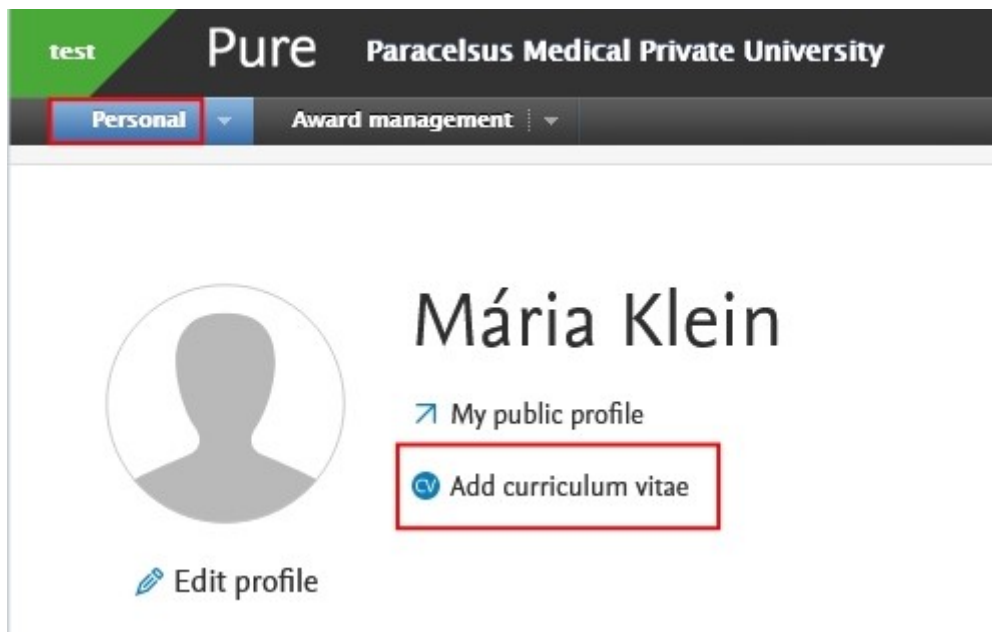 test Pure Paracelsus Medical Private University
Personal Award management
Mária Klein
My public profile
CV Add curriculum vitae
Edit profile